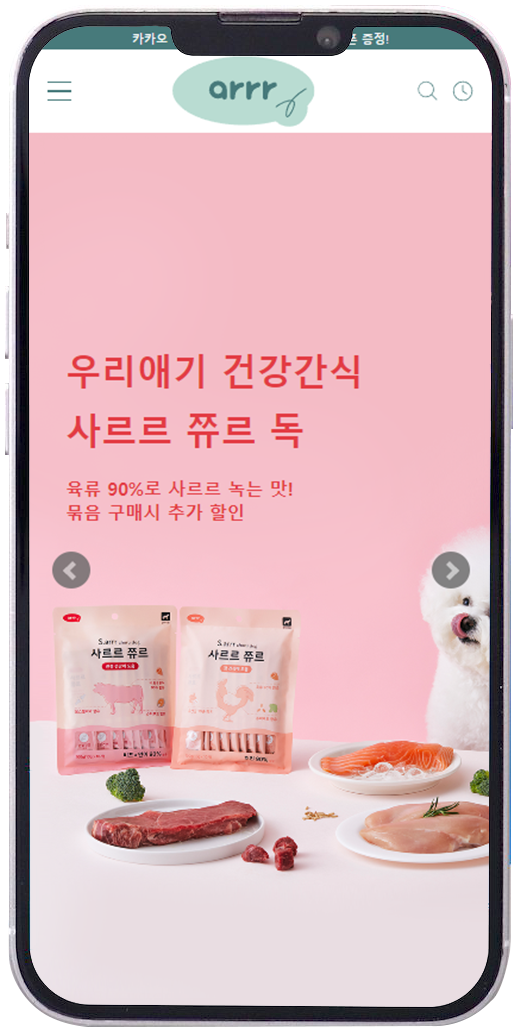 카카오
폰 증정!
arrr
우리애기 건강간식
사르르 쮸르 독
육류 90%로 사르르 녹는 맛!
묶음 구매시 추가 할인
사르르 쮸르
사르르 쮸르